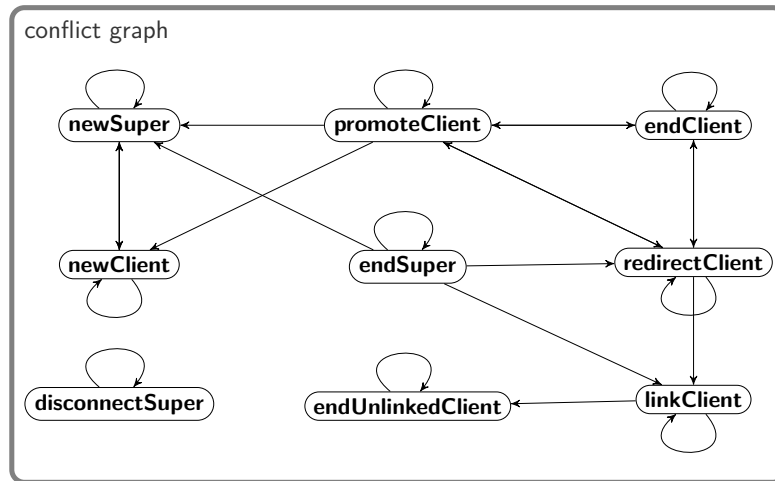 conflict graph
newSuper
promoteClient
endClient
newClient
endSuper
redirectClient
disconnectSuper
endUnlinkedClient
linkClient